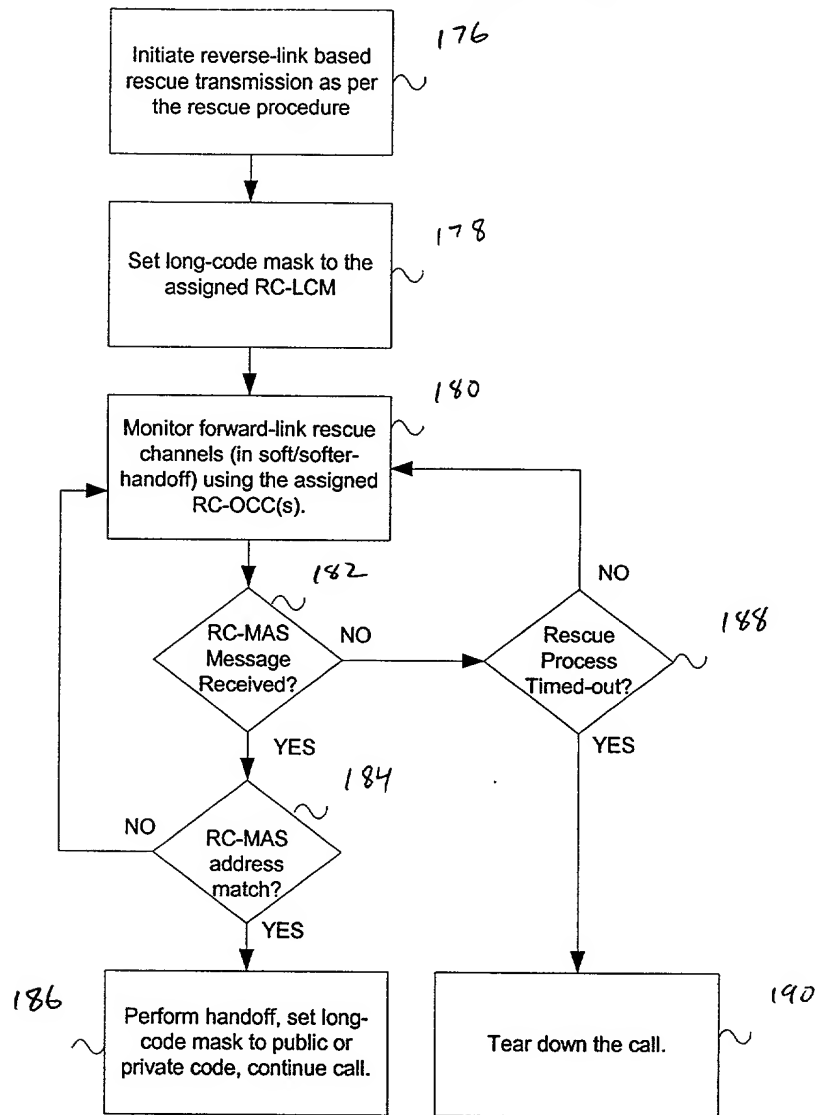 Initiate reverse-link based
rescue transmission as per
the rescue procedure
176
Set long-code mask to the
assigned RC-LCM
178
Monitor forward-link rescue
channels (in soft/softer-
handoff) using the assigned
RC-OCC(s).
180
RC-MAS
Message
Received?
182
NO
YES
Rescue
Process
Timed-out?
188
NO
YES
RC-MAS
address
match?
184
NO
YES
186
Perform handoff, set long-
code mask to public or
private code, continue call.
Tear down the call.
190